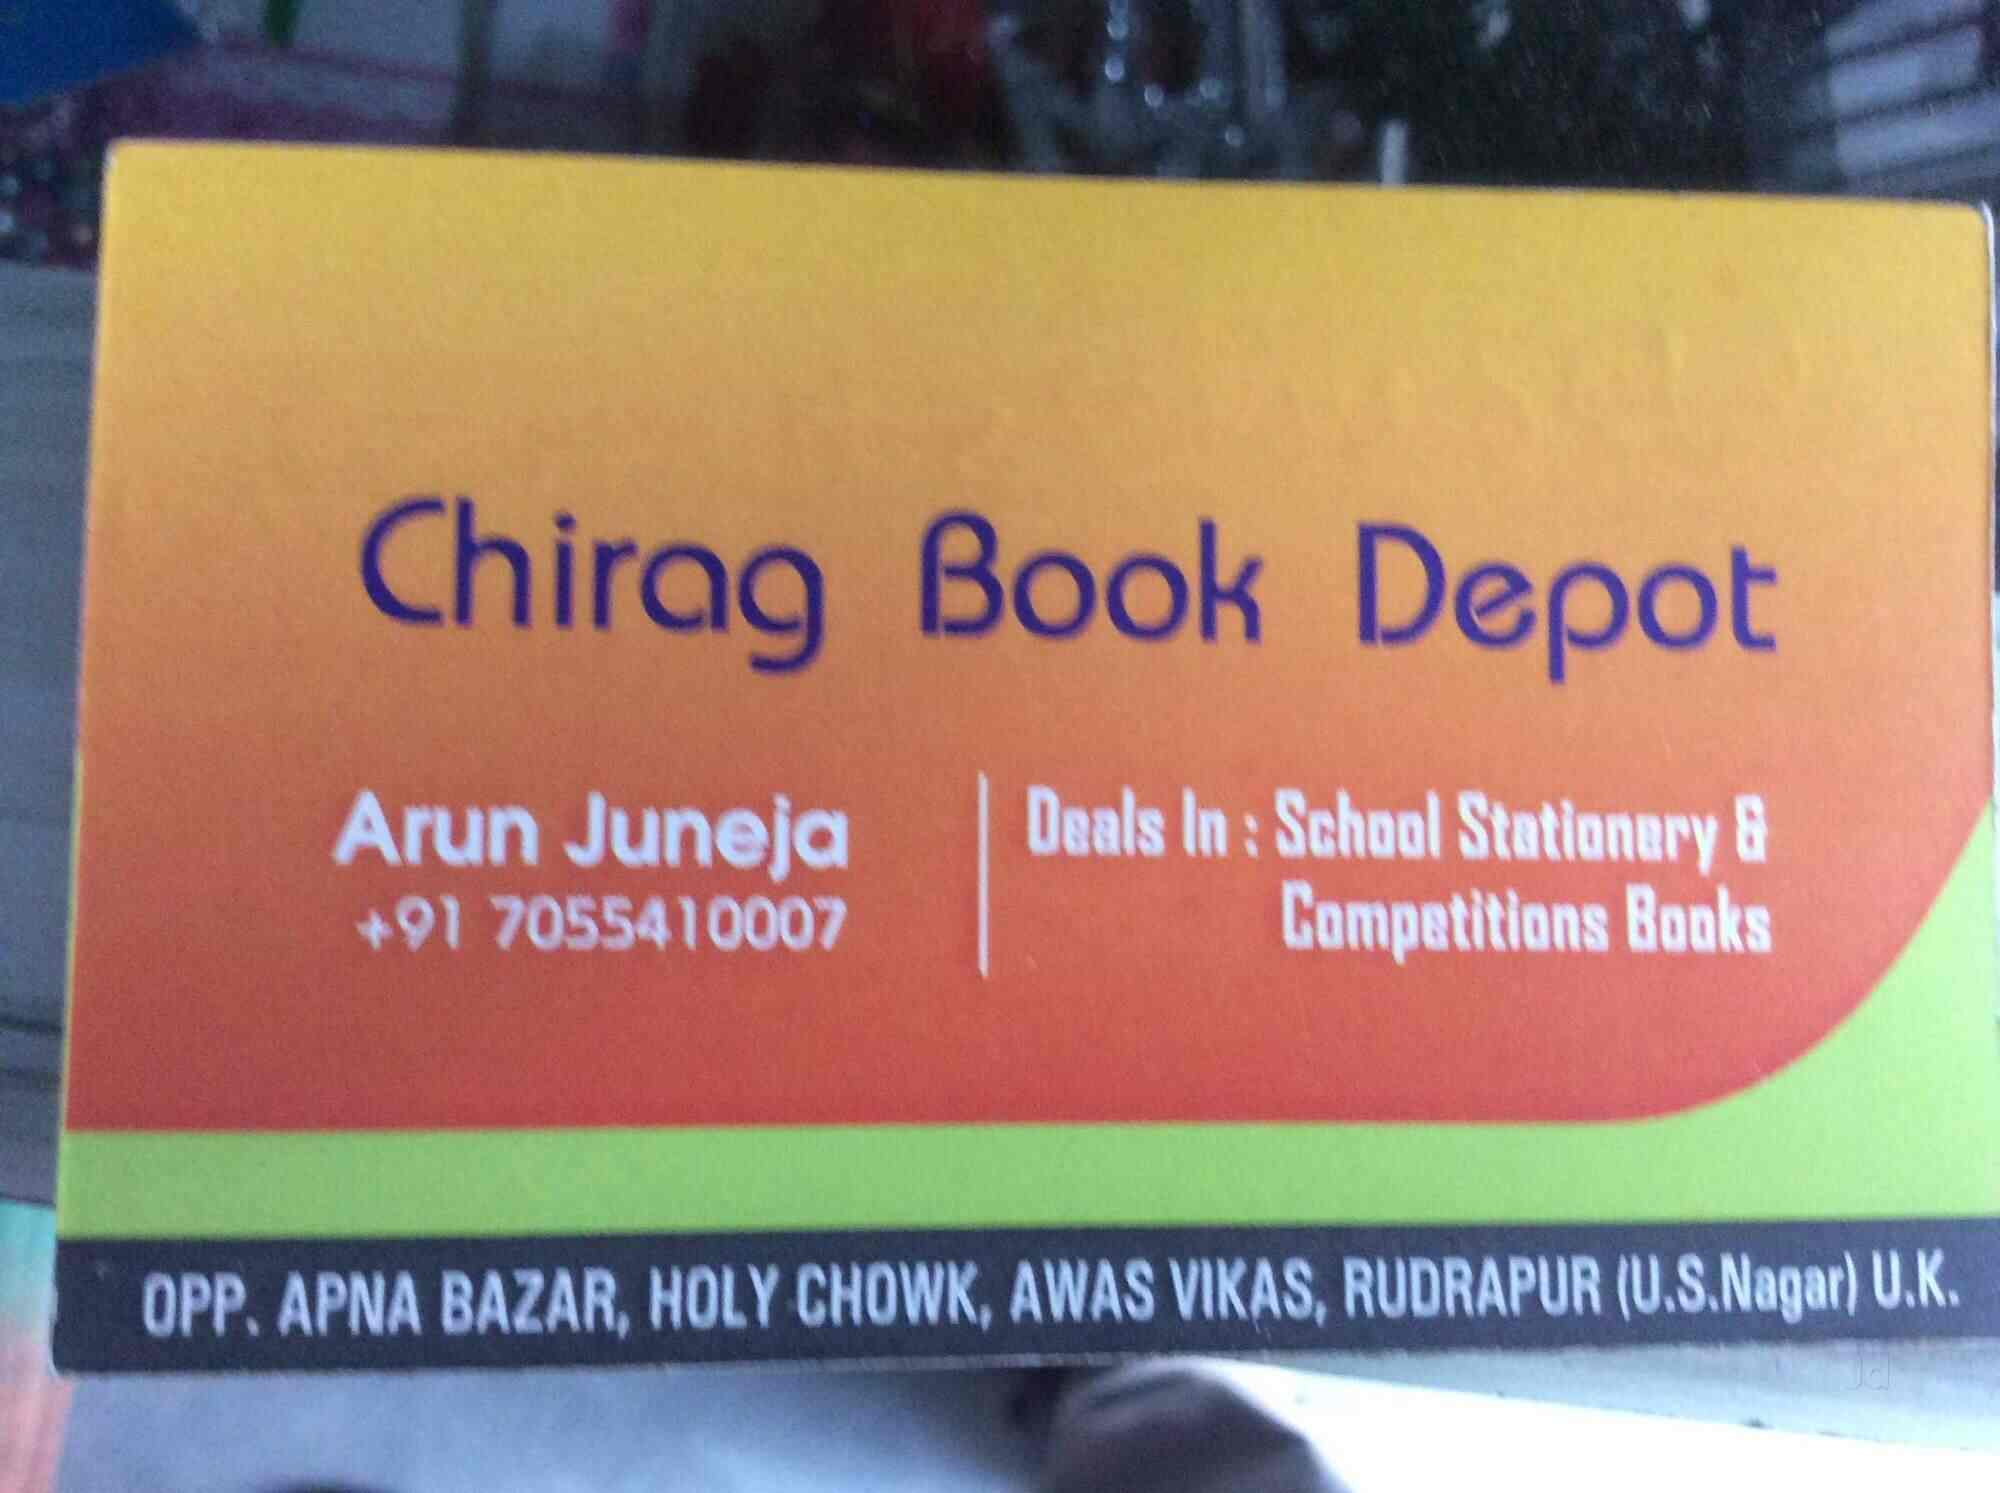 Chirag Book Depot
Arun Juneja
+91 7055410007
Deals In : School Stationery &
Competitions Books
OPP. APNA BAZAR, HOLY CHOWK, AWAS VIKAS, RUDRAPUR (U.S.Nagar) U.K.
Jd